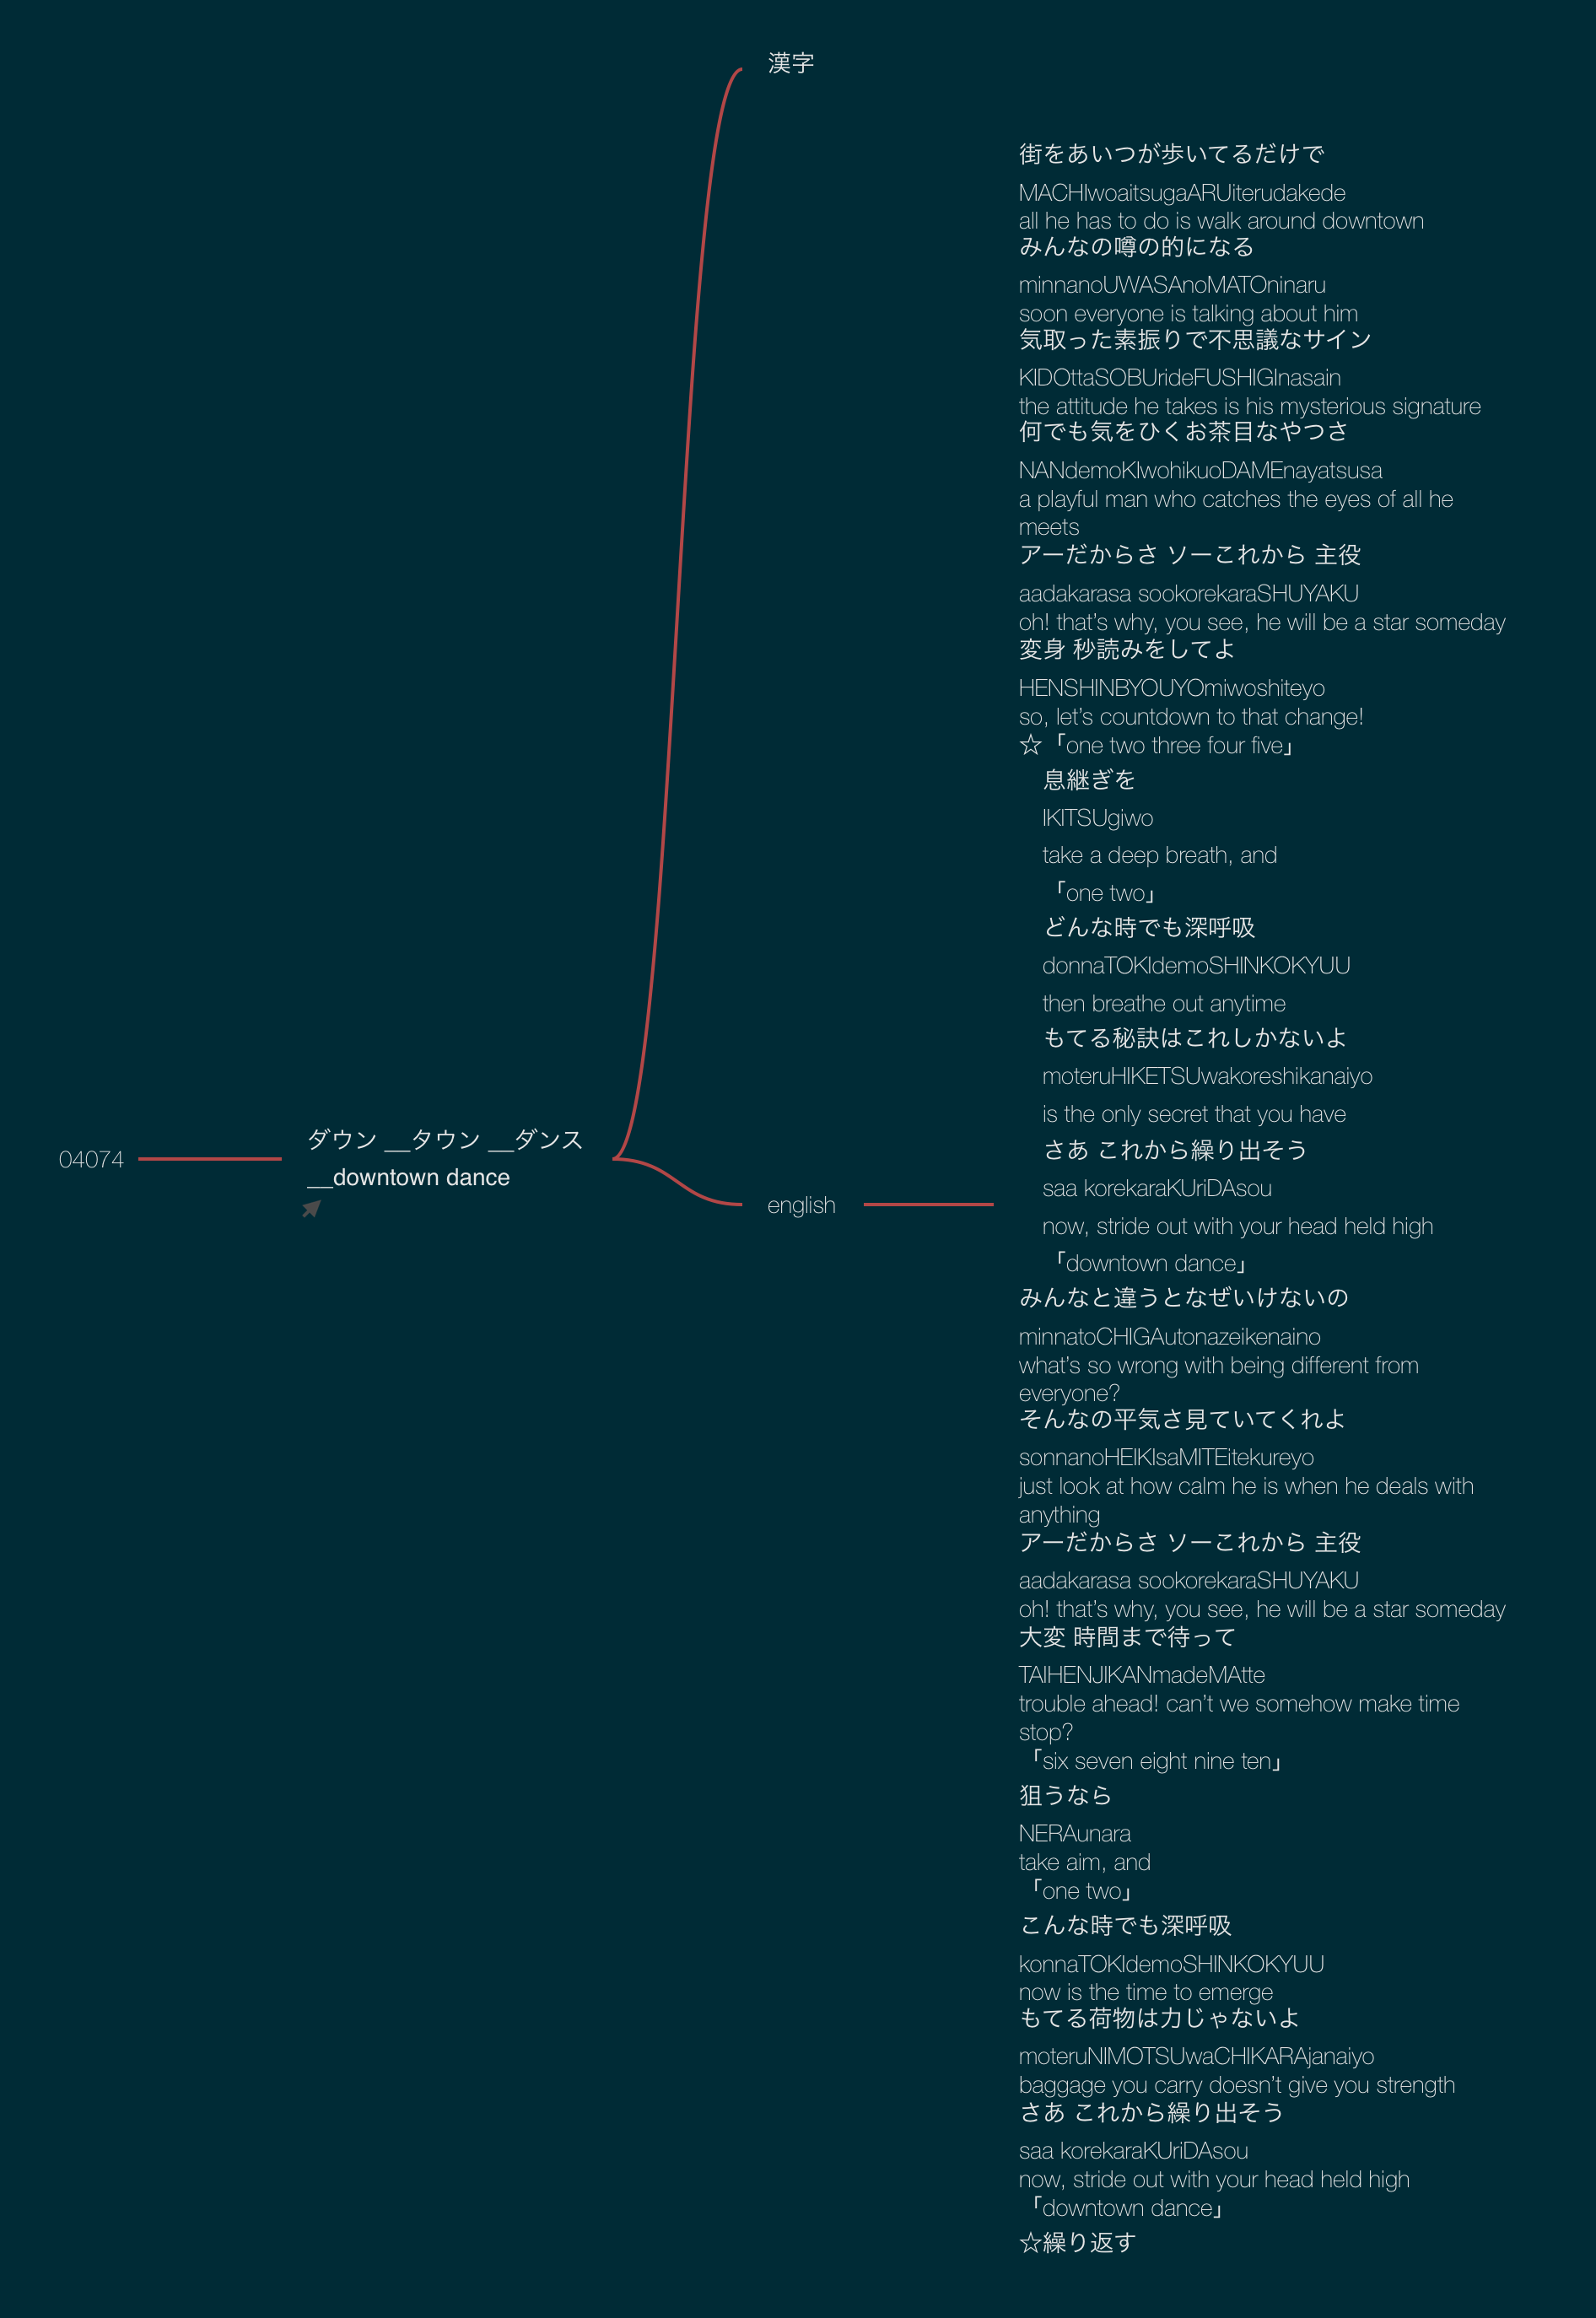 漢字
04074
ダウン __タウン __ダンス
__downtown dance
english
街をあいつが歩いてるだけで
MACHIwoaitsugaARUiterudakede
all he has to do is walk around downtown
みんなの噂の的になる
minnanoUWASAnoMATOninaru
soon everyone is talking about him
気取った素振りで不思議なサイン
KIDOttaSOBUrideFUSHIGInasain
the attitude he takes is his mysterious signature
何でも気をひくお茶目なやつさ
NANdemoKIwohikuoDAMEnayatsusa
a playful man who catches the eyes of all he
meets
アーだからさ ソーこれから 主役
aadakarasa sookorekaraSHUYAKU
oh! that's why, you see, he will be a star someday
変身 秒読みをしてよ
HENSHINBYOUYOmiwoshiteyo
so, let's countdown to that change!
☆「one two three four five」
息継ぎを
IKITSUgiwo
take a deep breath, and
「one two」
どんな時でも深呼吸
donnaTOKIdemoSHINKOKYUU
then breathe out anytime
もてる秘訣はこれしかないよ
moteruHIKETSUwakoreshikanaiyo
is the only secret that you have
さあ これから繰り出そう
saa korekaraKUriDAsou
now, stride out with your head held high
「downtown dance」
みんなと違うとなぜいけないの
minnatoCHIGAutonazeikenaino
what's so wrong with being different from
everyone?
そんなの平気さ見ていてくれよ
sonnanoHEIKIsaMITEitekureyo
just look at how calm he is when he deals with
anything
アーだからさ ソーこれから 主役
aadakarasa sookorekaraSHUYAKU
oh! that's why, you see, he will be a star someday
大変 時間まで待って
TAIHENJIKANmadeMAtte
trouble ahead! can't we somehow make time
stop?
「six seven eight nine ten」
狙うなら
NERAunara
take aim, and
「one two」
こんな時でも深呼吸
konnaTOKIdemoSHINKOKYUU
now is the time to emerge
もてる荷物は力じゃないよ
moteruNIMOTSUwaCHIKARAjanaiyo
baggage you carry doesn't give you strength
さあ これから繰り出そう
saa korekaraKUriDAsou
now, stride out with your head held high
「downtown dance」
☆繰り返す